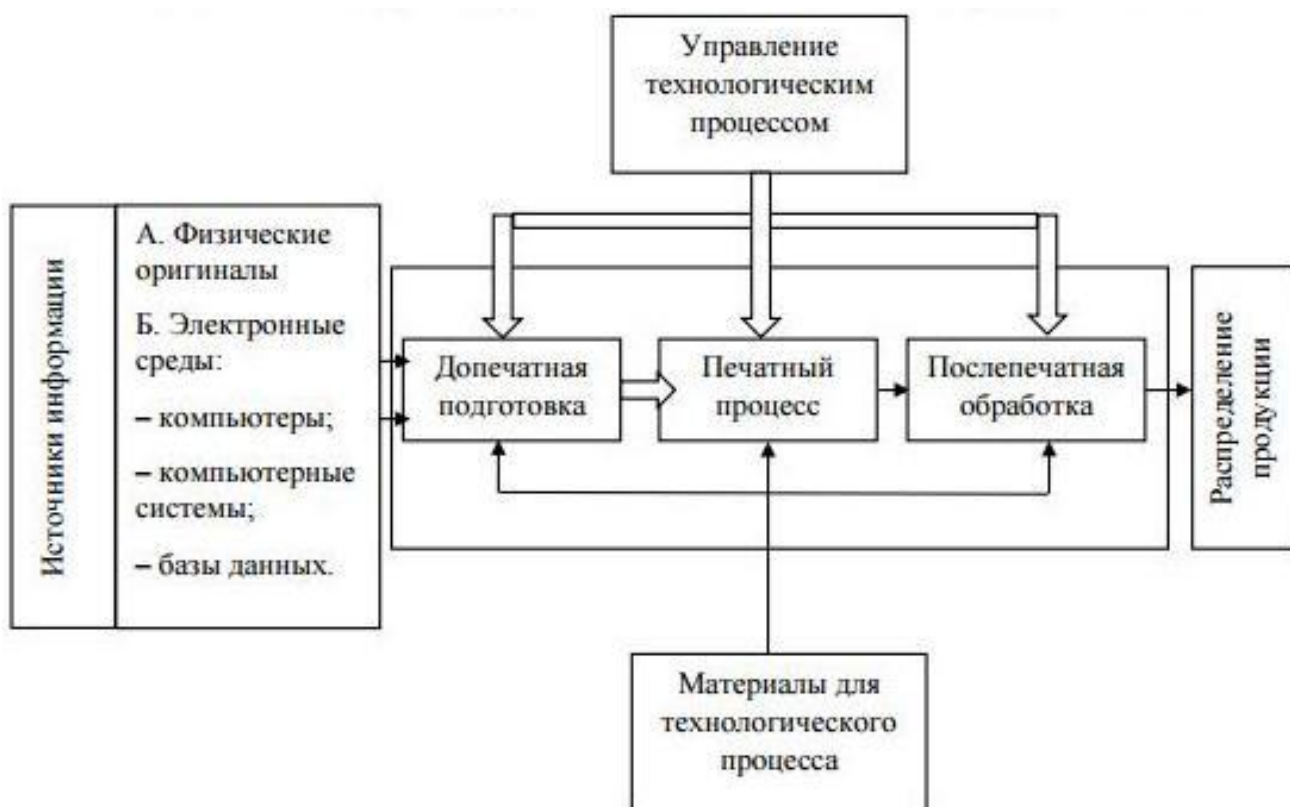 Управление
технологическим
процессом
Источники информации
А. Физические
оригиналы
Б. Электронные
среды:
– компьютеры;
– компьютерные
системы;
– базы данных.
Допечатная
подготовка
Печатный
процесс
Послепечатная
обработка
Распределение
продукции
Материалы для
технологического
процесса